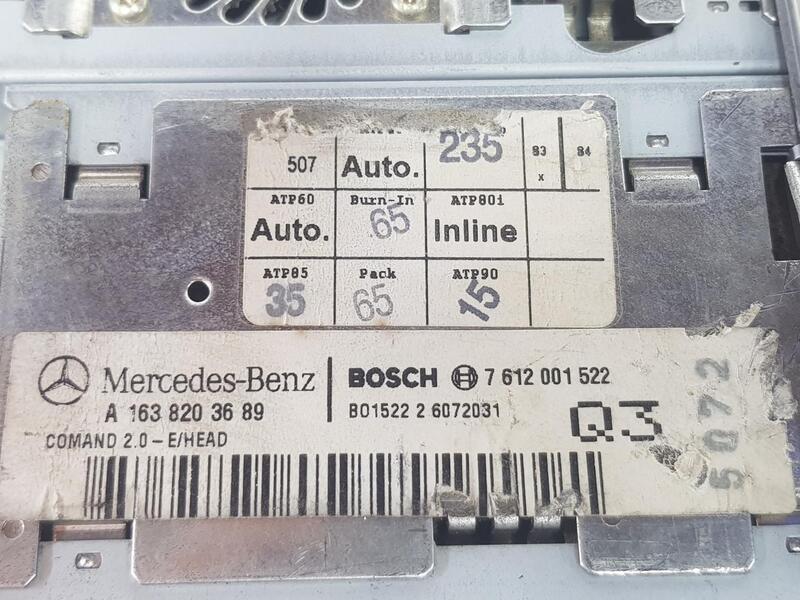 507 Auto. 235 83 84
x
ATP60 Burn-In ATP80i
Auto. 65 Inline
ATP85 Pack ATP90
35 65 15
Mercedes-Benz BOSCH 7 612 001 522
A 163 820 36 89 BO1522 2 6072031
COMAND 2.0-E/HEAD
Q3
5072